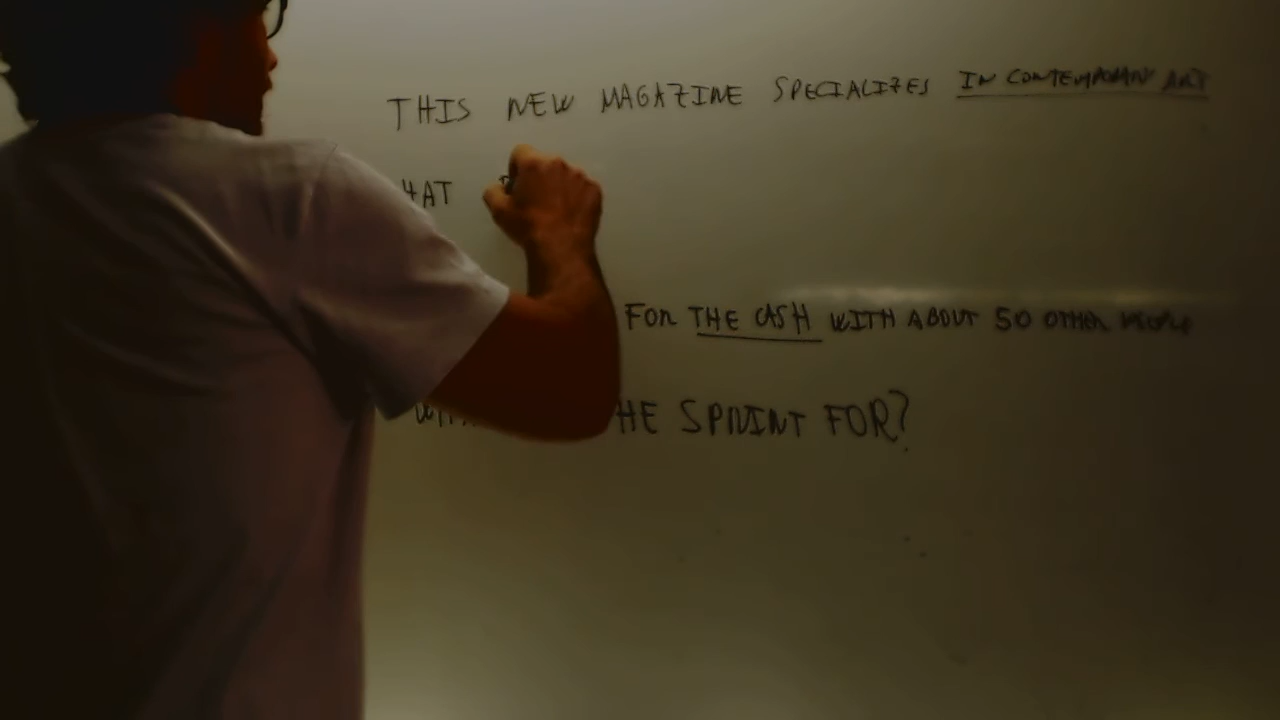 THIS NEW MAGAZINE SPECIALIZES IN CONTEMPORARY ART
HAT
FOR THE CASH WITH ABOUT 50 OTHER PEOPLE
HE SPRINT FOR?